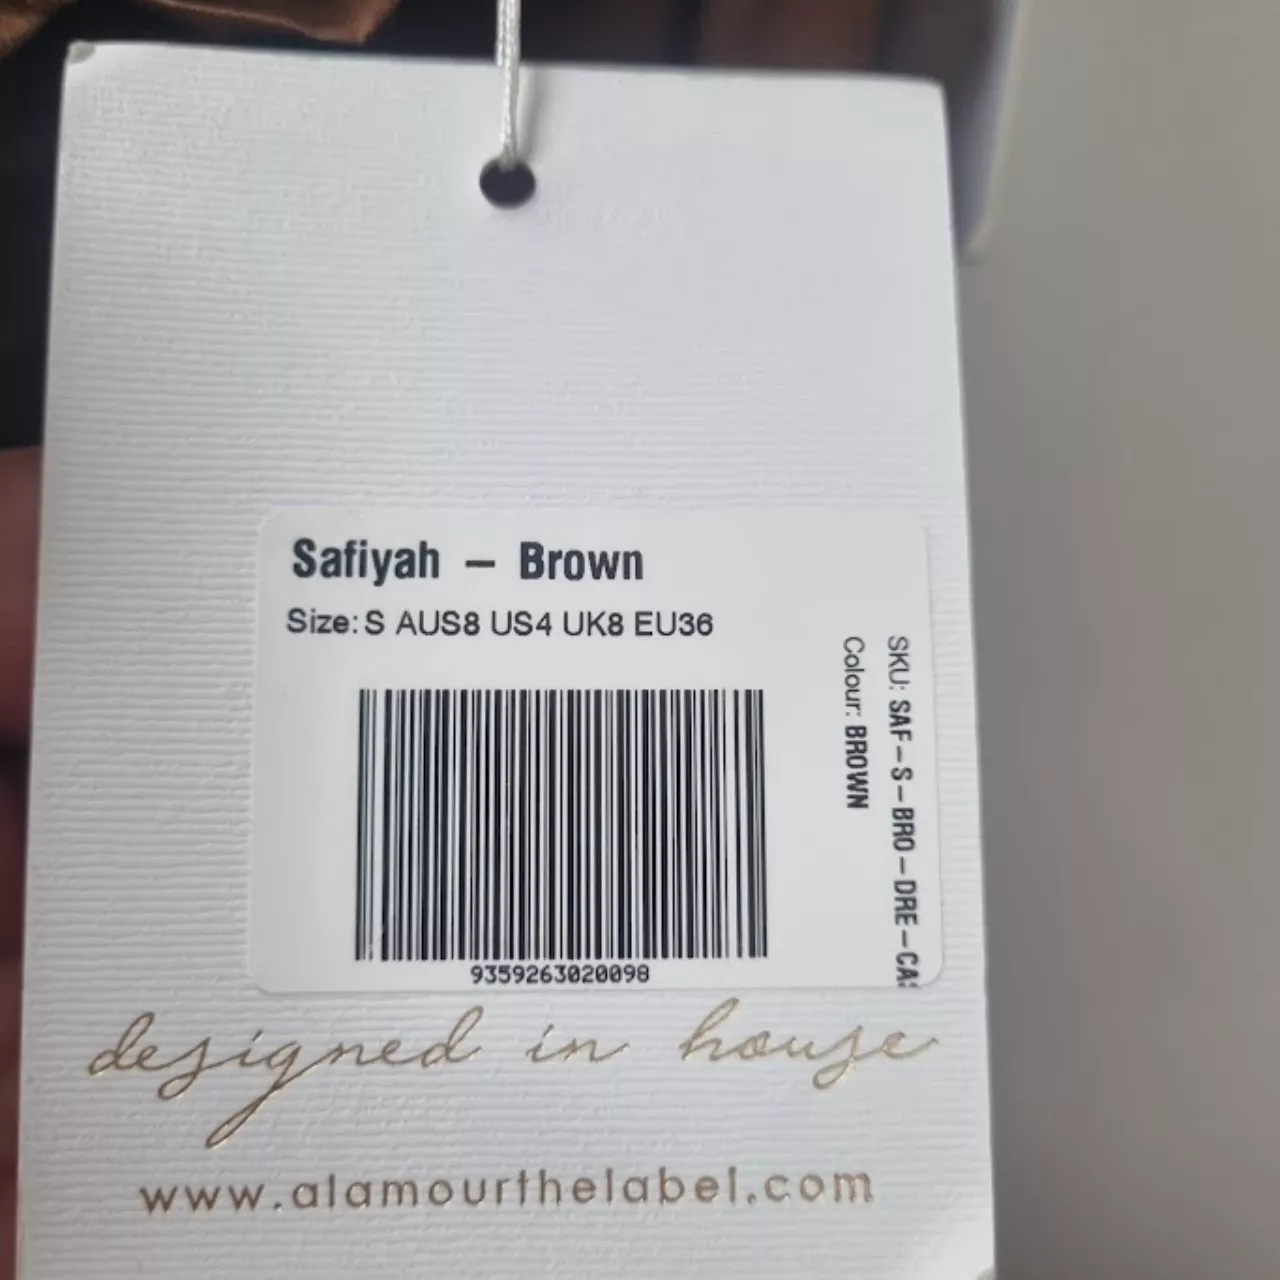 Safiyah – Brown
Size: S AUS8 US4 UK8 EU36
Colour: BROWN
SKU: SAF-S-BRO-DRE-CA
9359263020098
designed in house
www.alamourthelabel.com